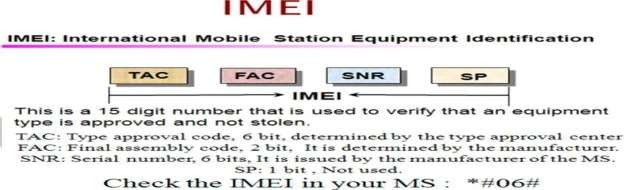 IMEI
IMEI: International Mobile Station Equipment Identification
TAC FAC SNR SP
IMEI
This is a 15 digit number that is used to verify that an equipment
type is approved and not stolen.
TAC: Type approval code, 6 bit, determined by the type approval center
FAC: Final assembly code, 2 bit, It is determined by the manufacturer.
SNR: Serial number, 6 bits, It is issued by the manufacturer of the MS.
SP: 1 bit , Not used.
Check the IMEI in your MS : *#06#